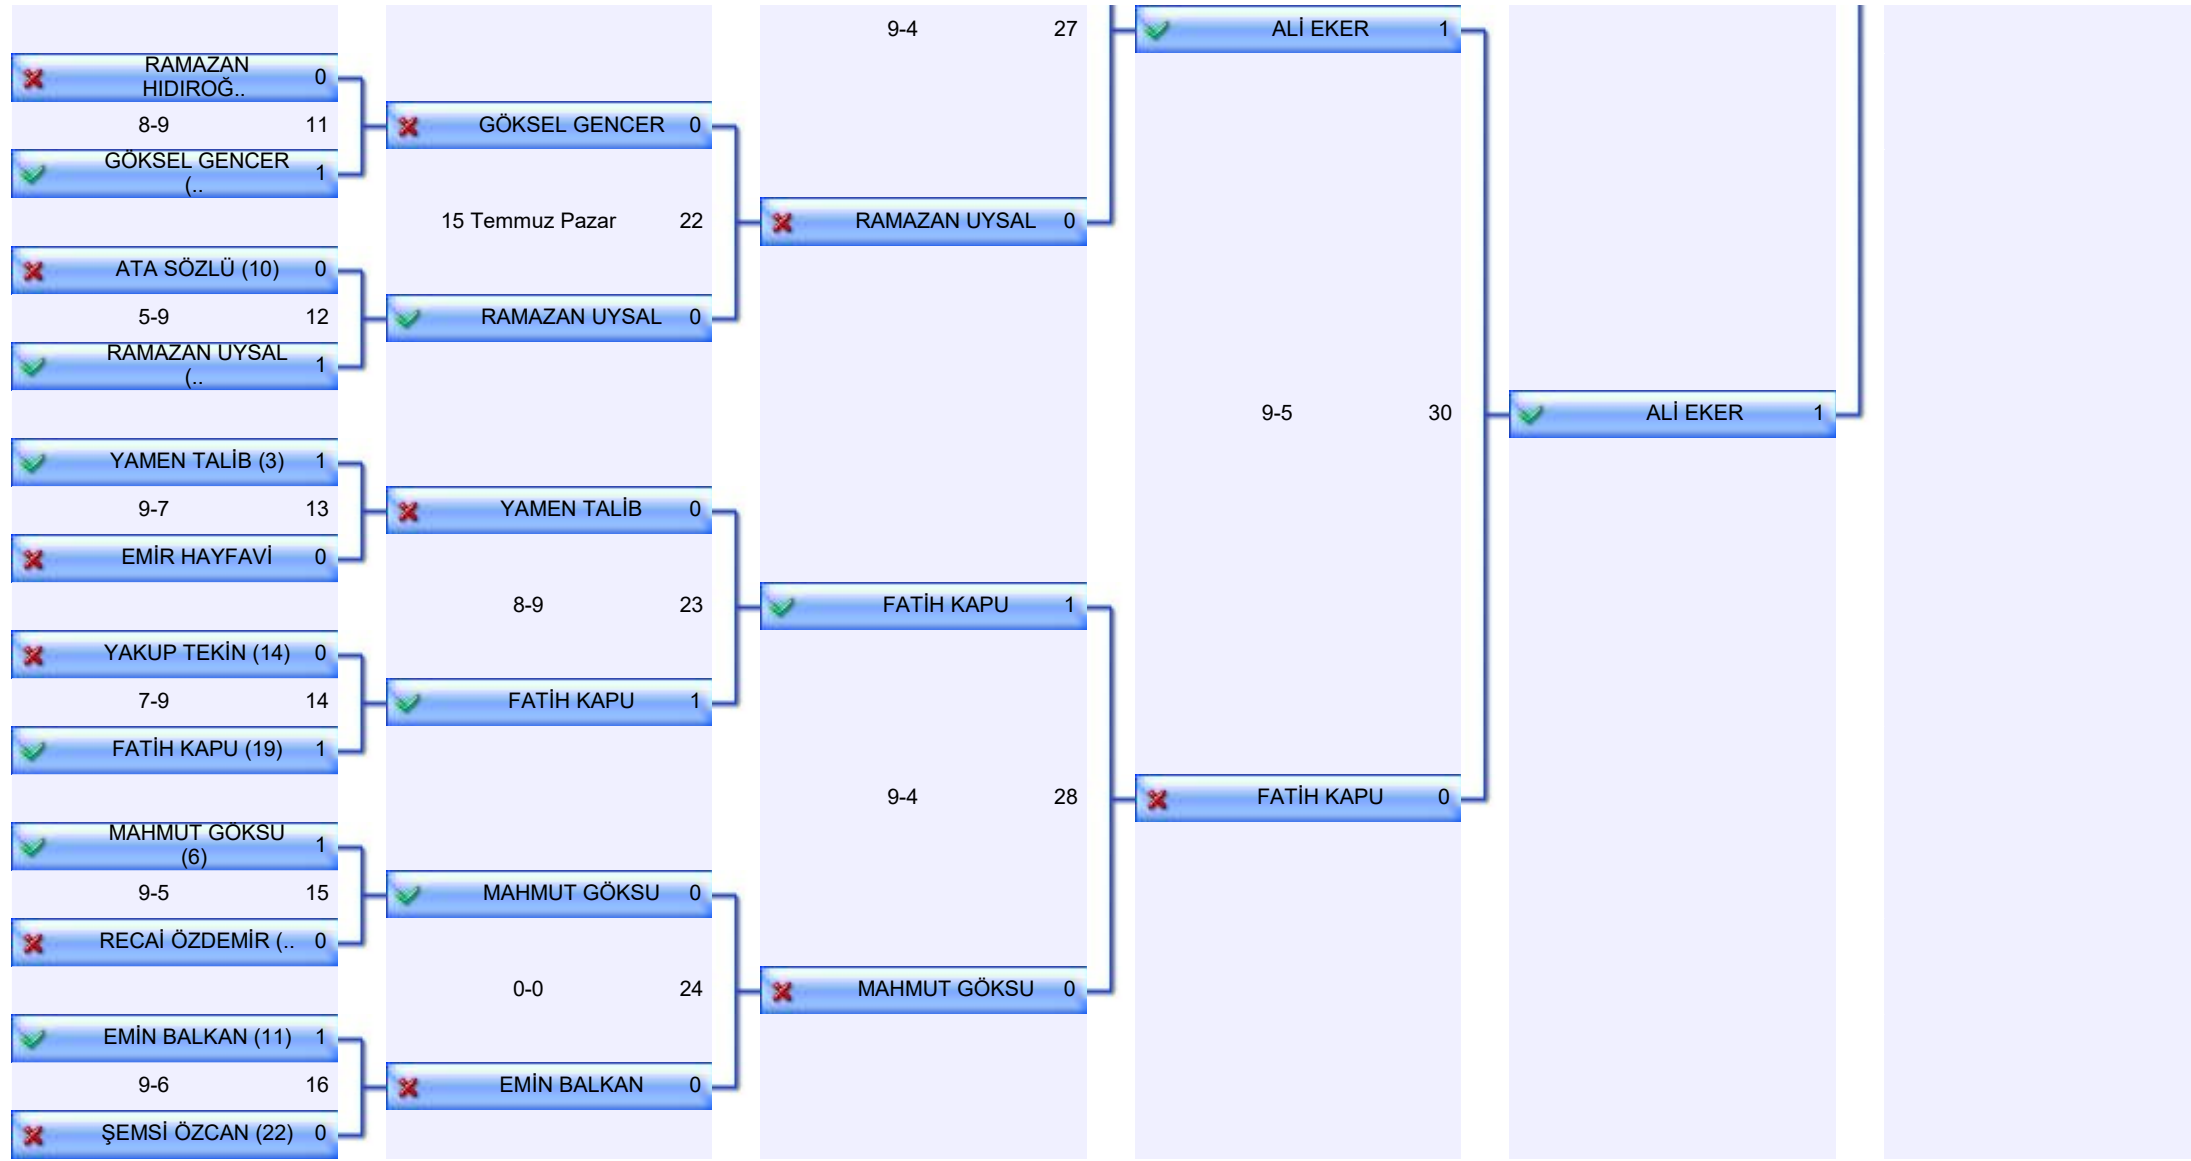 9-4 27
ALİ EKER 1
RAMAZAN
HIDIROĞ.. 0
8-9 11
GÖKSEL GENCER 0
GÖKSEL GENCER
(.. 1
15 Temmuz Pazar 22
RAMAZAN UYSAL 0
ATA SÖZLÜ (10) 0
5-9 12
RAMAZAN UYSAL 0
RAMAZAN UYSAL
(.. 1
9-5 30
ALİ EKER 1
YAMEN TALİB (3) 1
9-7 13
YAMEN TALİB 0
EMİR HAYFAVİ 0
8-9 23
FATİH KAPU 1
YAKUP TEKİN (14) 0
7-9 14
FATİH KAPU 1
FATİH KAPU (19) 1
9-4 28
FATİH KAPU 0
MAHMUT GÖKSU
(6) 1
9-5 15
MAHMUT GÖKSU 0
RECAİ ÖZDEMİR (.. 0
0-0 24
MAHMUT GÖKSU 0
EMİN BALKAN (11) 1
9-6 16
EMİN BALKAN 0
ŞEMSİ ÖZCAN (22) 0